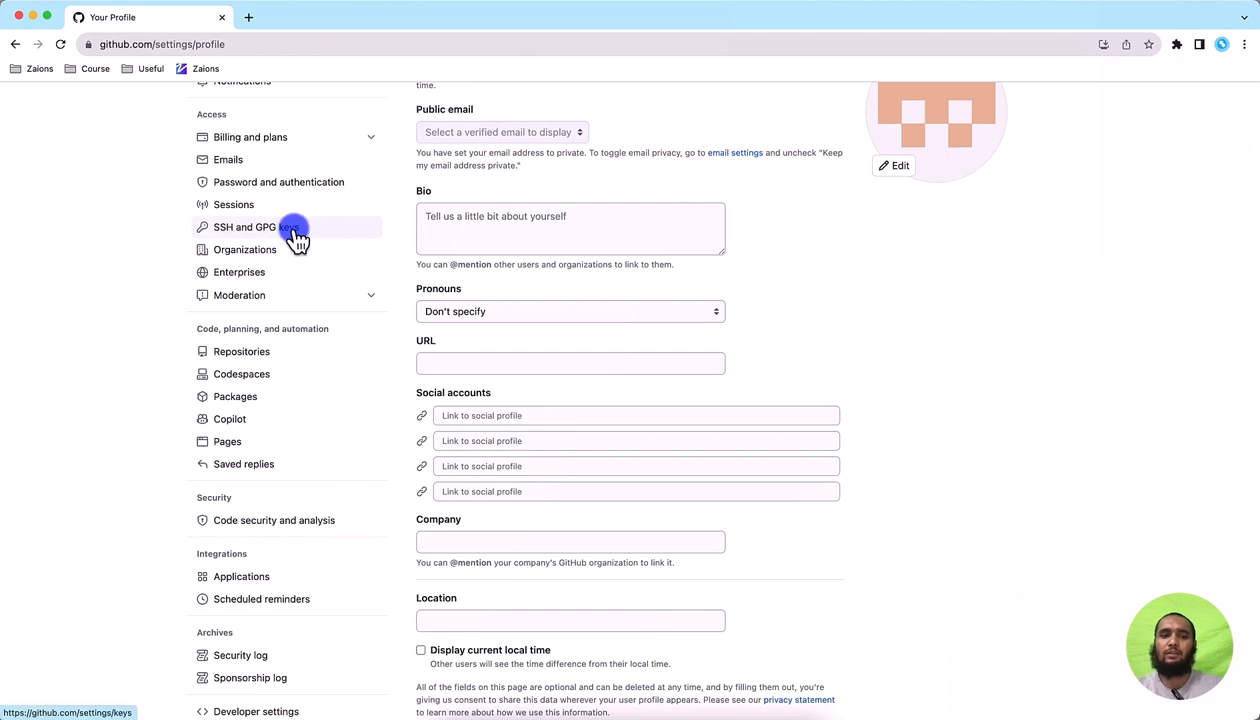 Your Profile
github.com/settings/profile
Zaions
Course
Useful
Zaions
Notifications
Access
Billing and plans
Emails
Password and authentication
Sessions
SSH and GPG keys
Organizations
Enterprises
Moderation
Code, planning, and automation
Repositories
Codespaces
Packages
Copilot
Pages
Saved replies
Security
Code security and analysis
Integrations
Applications
Scheduled reminders
Archives
Security log
Sponsorship log
Developer settings
time.
Public email
Select a verified email to display
You have set your email address to private. To toggle email privacy, go to email settings and uncheck "Keep
my email address private."
Bio
Tell us a little bit about yourself
You can @mention other users and organizations to link to them.
Pronouns
Don't specify
URL
Social accounts
Link to social profile
Link to social profile
Link to social profile
Link to social profile
Company
You can @mention your company's GitHub organization to link it.
Location
Display current local time
Other users will see the time difference from their local time.
All of the fields on this page are optional and can be deleted at any time, and by filling them out, you're
giving us consent to share this data wherever your user profile appears. Please see our privacy statement
to learn more about how we use this information.
Edit
https://github.com/settings/keys